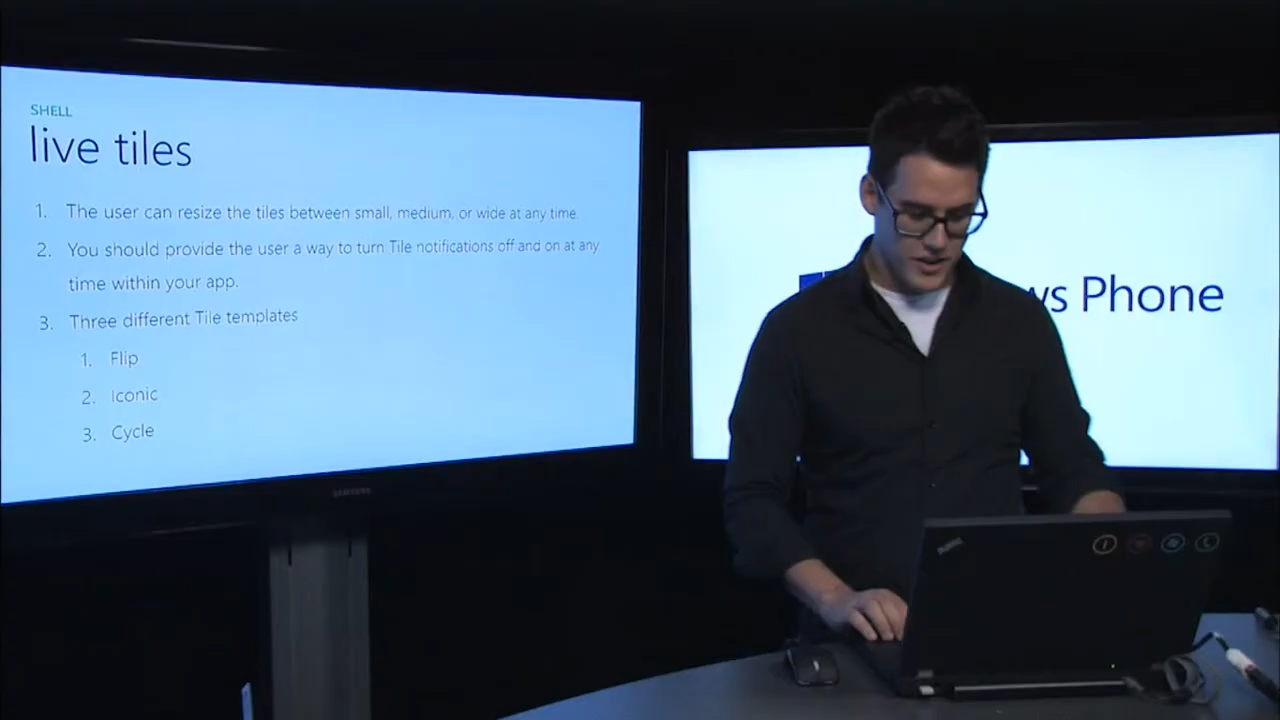 SHELL
live tiles
1. The user can resize the tiles between small, medium, or wide at any time.
2. You should provide the user a way to turn Tile notifications off and on at any
time within your app.
3. Three different Tile templates
1. Flip
2. Iconic
3. Cycle
ws Phone
SAMSUNG
ThinkPad